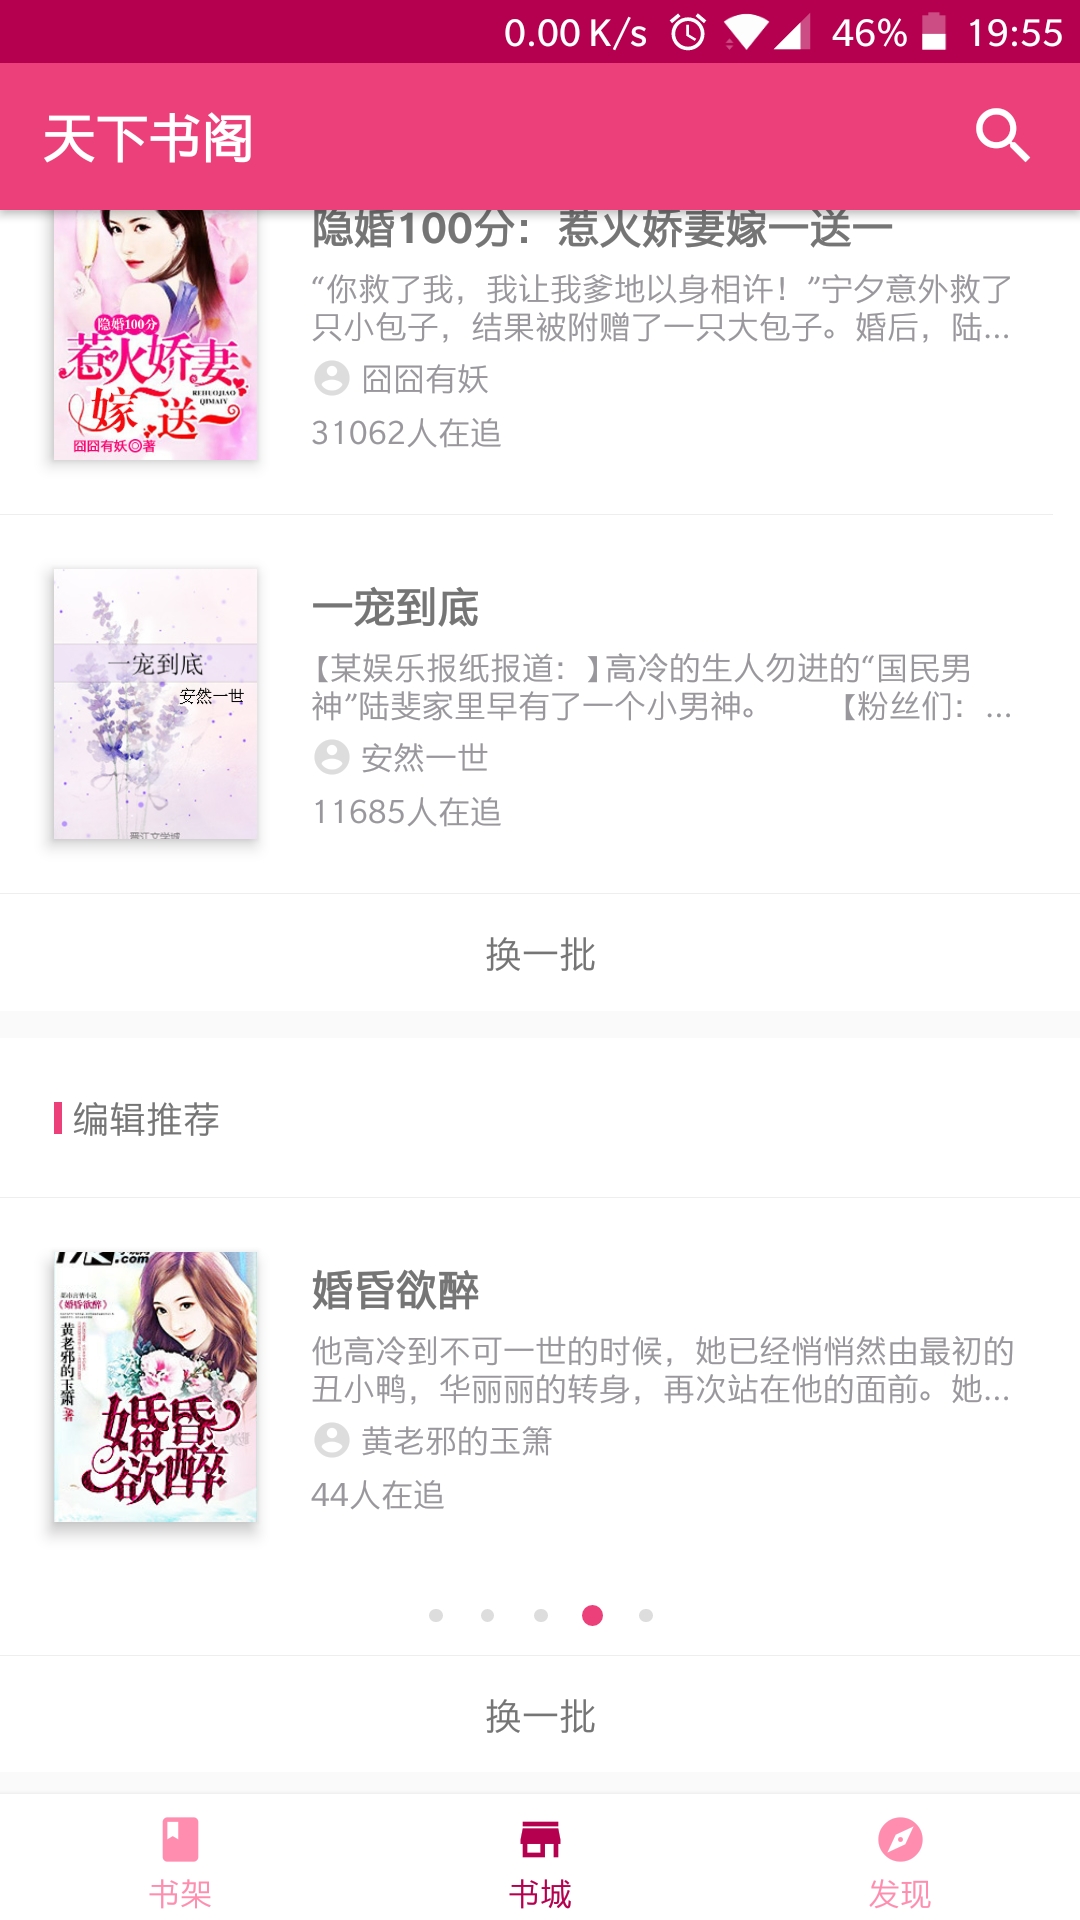 0.00 K/s 46% 19:55
天下书阁
隐婚100分：惹火娇妻嫁一送一
“你救了我，我让我爹地以身相许！”宁夕意外救了
只小包子，结果被附赠了一只大包子。婚后，陆...
囧囧有妖
31062人在追
隐婚100分
惹火娇妻
嫁一送一
囧囧有妖◎著
一宠到底
【某娱乐报纸报道：】高冷的生人勿进的“国民男
神”陆斐家里早有了一个小男神。 【粉丝们：...
安然一世
11685人在追
一宠到底
安然一世
晋江文学城
换一批
编辑推荐
婚昏欲醉
他高冷到不可一世的时候，她已经悄悄然由最初的
丑小鸭，华丽丽的转身，再次站在他的面前。她...
黄老邪的玉箫
44人在追
17K .com
《婚昏欲醉》
黄老邪的玉箫 著
婚昏
欲醉
换一批
书架 书城 发现